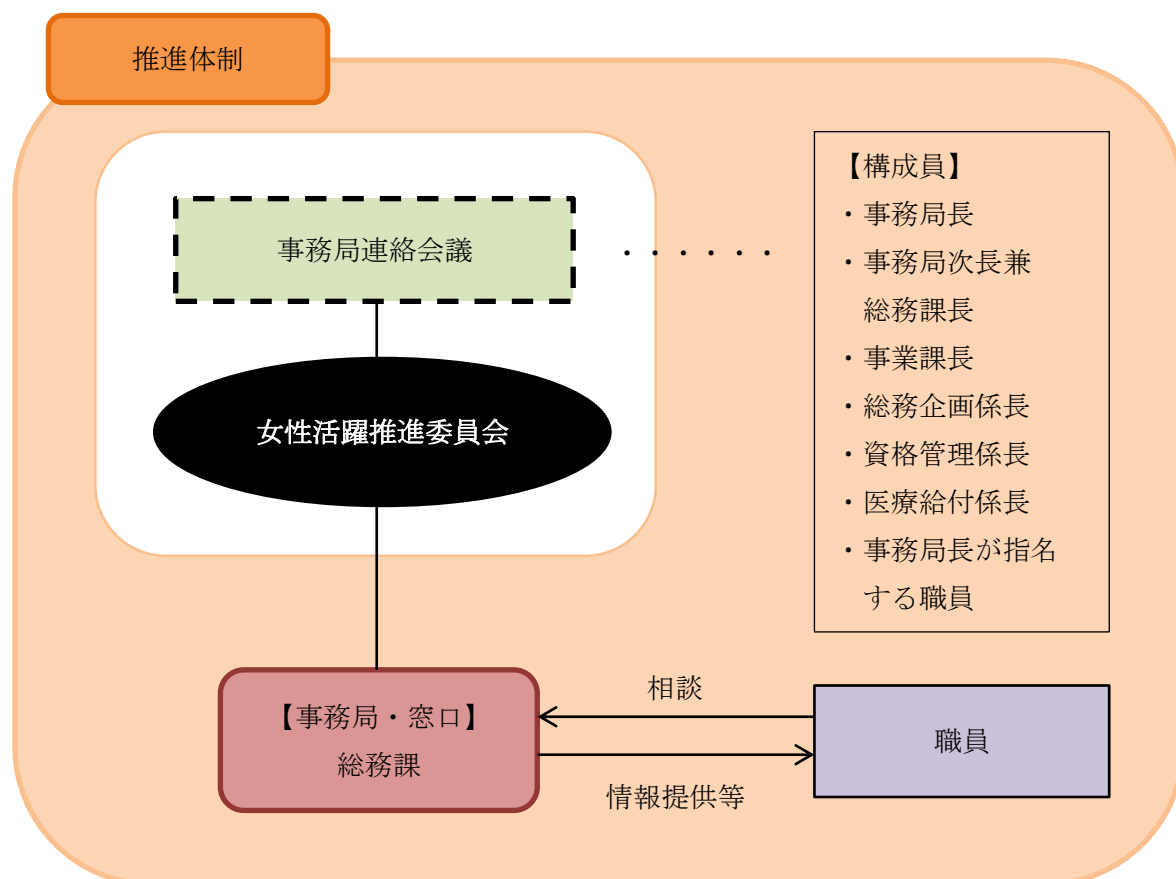 推進体制
事務局連絡会議
・・・・・・
【構成員】
・事務局長
・事務局次長兼
総務課長
・事業課長
・総務企画係長
・資格管理係長
・医療給付係長
・事務局長が指名
する職員
女性活躍推進委員会
【事務局・窓口】
総務課
相談
情報提供等
職員